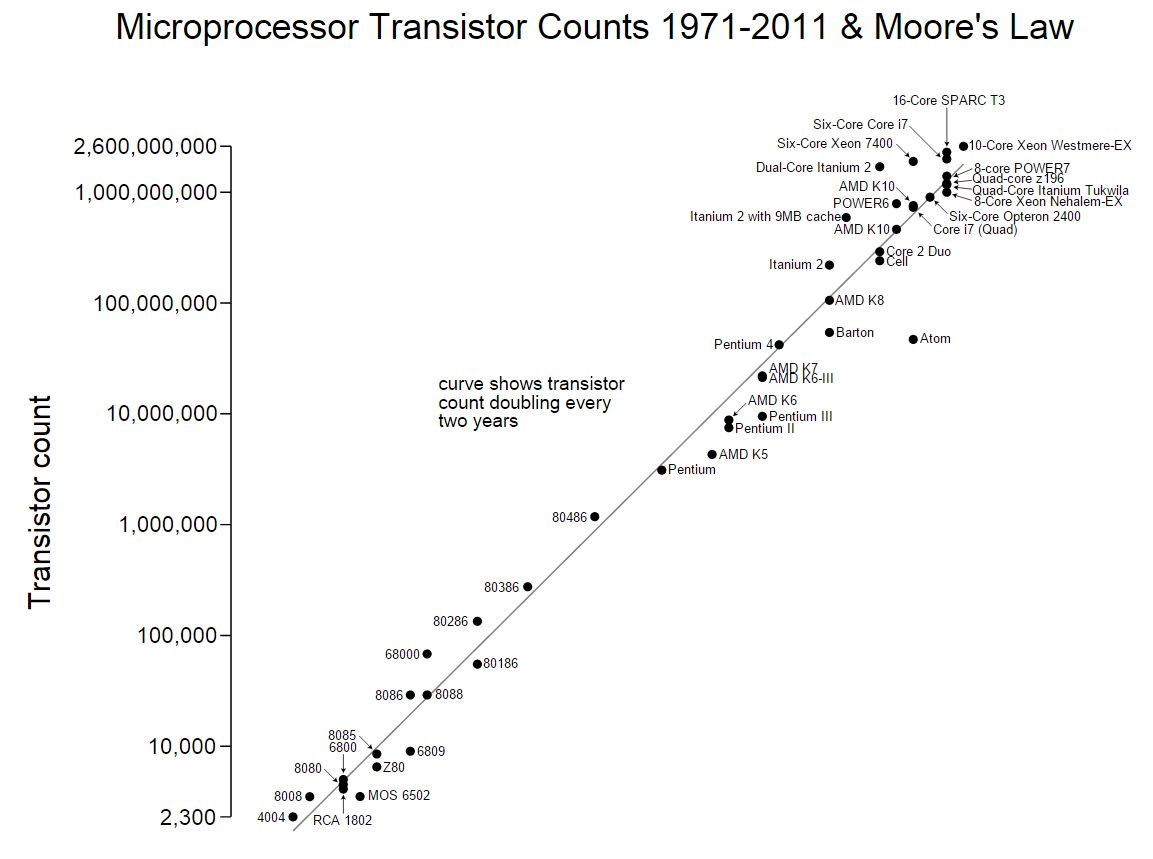 Microprocessor Transistor Counts 1971-2011 & Moore's Law
16-Core SPARC T3
Six-Core Core i7
Six-Core Xeon 7400
10-Core Xeon Westmere-EX
Dual-Core Itanium 2
8-core POWER7
Quad-core z196
AMD K10
Quad-Core Itanium Tukwila
POWER6
8-Core Xeon Nehalem-EX
Itanium 2 with 9MB cache
Six-Core Opteron 2400
AMD K10
Core i7 (Quad)
Core 2 Duo
Cell
Itanium 2
AMD K8
Barton
Atom
Pentium 4
AMD K7
AMD K6-III
curve shows transistor
count doubling every
two years
AMD K6
Pentium III
Pentium II
AMD K5
Pentium
80486
80386
80286
68000
80186
8086
8088
8085
6800
6809
8080
Z80
8008
MOS 6502
4004
RCA 1802
2,600,000,000
1,000,000,000
100,000,000
10,000,000
1,000,000
100,000
10,000
2,300
Transistor count